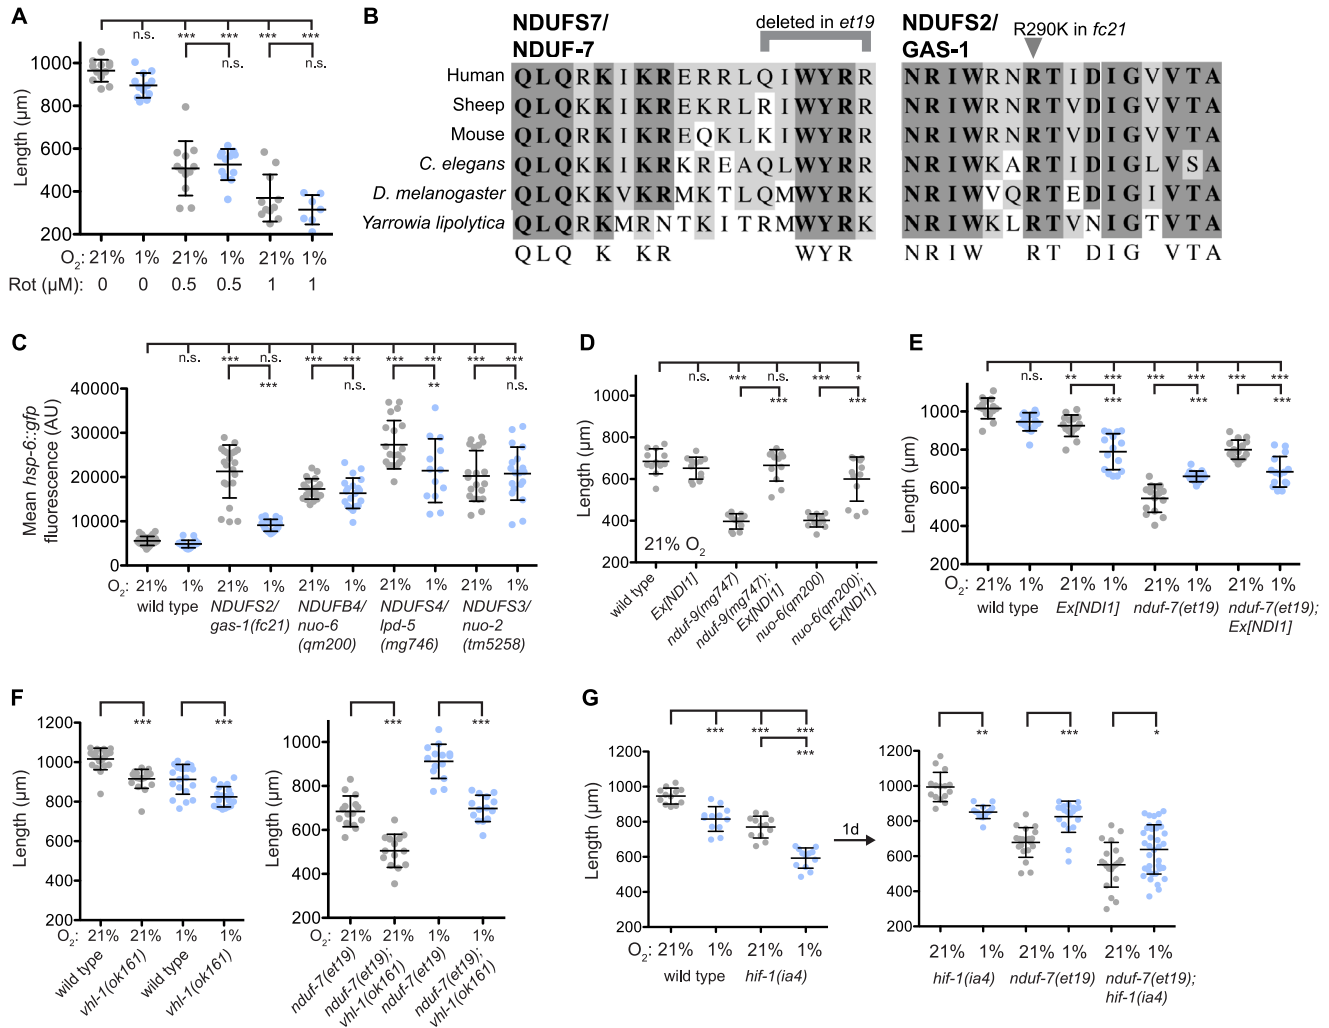 A
n.s. *** *** *** ***
n.s. n.s.
Length (µm)
1000
800
600
400
200
O2: 21% 1% 21% 1% 21% 1%
Rot (µM): 0 0 0.5 0.5 1 1
B
NDUFS7/
NDUF-7
deleted in et19
Human QLQRKIKRERRLQIWYRR
Sheep QLQRKIKREKRLRIWYRR
Mouse QLQRKIKREQKLKIWYRR
C. elegans QLQKKIKRKREAQLWYRR
D. melanogaster QLQKKVKRMKTLQMWYRK
Yarrowia lipolytica QLQRKMRNTKITRMWYRK
QLQ K KR WYR
NDUFS2/
GAS-1
R290K in fc21
NRIWRNRTIDIGVVTA
NRIWRNRTVDIGVVTA
NRIWRNRTVDIGVVTA
NRIWKARTIDIGLVSA
NRIWVQRTEDIGIVTA
NRIWKLRTVNIGTVTA
NRIW RT DIG VTA
C
n.s. *** n.s. *** *** *** *** *** ***
*** n.s. ** n.s.
Mean hsp-6::gfp
fluorescence (AU)
40000
30000
20000
10000
0
O2: 21% 1% 21% 1% 21% 1% 21% 1% 21% 1%
wild type
NDUFS2/
gas-1(fc21)
NDUFB4/
nuo-6
(qm200)
NDUFS4/
lpd-5
(mg746)
NDUFS3/
nuo-2
(tm5258)
D
n.s. *** n.s. *** *
*** ***
Length (µm)
800
600
400
200
21% O2
wild type
Ex[NDI1]
nduf-9(mg747)
nduf-9(mg747);
Ex[NDI1]
nuo-6(qm200)
nuo-6(qm200);
Ex[NDI1]
E
n.s. ** *** *** *** *** ***
*** *** ***
Length (µm)
1000
800
600
400
200
O2: 21% 1% 21% 1% 21% 1% 21% 1%
wild type
Ex[NDI1]
nduf-7(et19)
nduf-7(et19);
Ex[NDI1]
F
*** ***
Length (µm)
1200
1000
800
600
400
200
O2: 21% 21% 1% 1%
wild type
vhl-1(ok161)
wild type
vhl-1(ok161)
*** ***
Length (µm)
1000
800
600
400
200
O2: 21% 21% 1% 1%
nduf-7(et19)
nduf-7(et19);
vhl-1(ok161)
nduf-7(et19)
nduf-7(et19);
vhl-1(ok161)
G
*** *** ***
***
Length (µm)
1200
1000
800
600
400
200
O2: 21% 1% 21% 1%
wild type
hif-1(ia4)
1d
** *** *
1200
1000
800
600
400
200
21% 1% 21% 1% 21% 1%
hif-1(ia4)
nduf-7(et19)
nduf-7(et19);
hif-1(ia4)